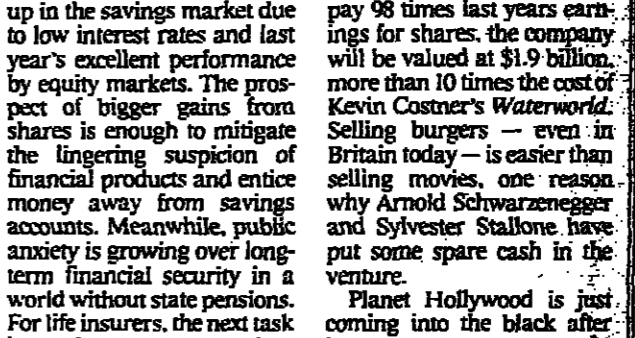 up in the savings market due
to low interest rates and last
year's excellent performance
by equity markets. The pros-
pect of bigger gains from
shares is enough to mitigate
the lingering suspicion of
financial products and entice
money away from savings
accounts. Meanwhile, public
anxiety is growing over long-
term financial security in a
world without state pensions.
For life insurers, the next task
pay 98 times last years earn-
ings for shares, the company
will be valued at $1.9 billion,
more than 10 times the cost of
Kevin Costner's Waterworld.
Selling burgers — even in
Britain today — is easier than
selling movies, one reason
why Arnold Schwarzenegger
and Sylvester Stallone have
put some spare cash in the
venture.
Planet Hollywood is just
coming into the black after